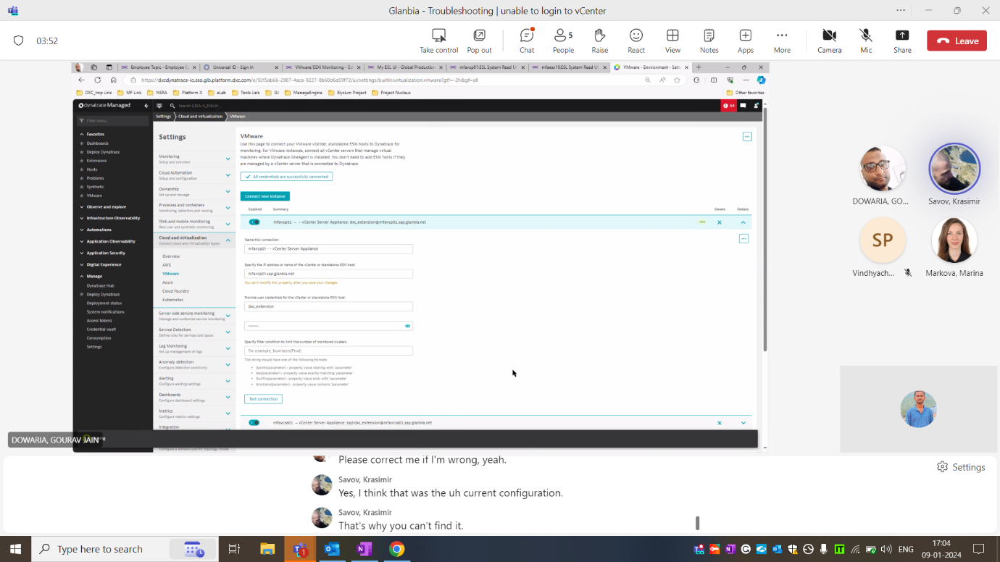 Glanbia - Troubleshooting | unable to login to vCenter
03:52
Take control
Pop out
Chat
5
People
Raise
React
View
Notes
Apps
More
Camera
Mic
Share
Leave
Employee Topic - Employee C
Universal ID - Sign In
VMware/ESXi Monitoring - Es
My ESL UI - Global Production
mfavcp01:ESL System Read U
mfaesx10:ESL System Read U
VMware - Environment - Setti
https://dxcdynatrace-io.sso.glb.platform.dxc.com/e/92f5ab66-2987-4aca-9227-8b60d6a59f72/ui/settings/builtin:virtualization.vmware?gtf=-2h&gf=all
DXC_Imp Link
MF Link
NSRA
Platform X
eLab
Tools Link
GJ
ManageEngine
Elysium Project
Project Nucleus
Other favorites
dynatrace Managed
64
Filter menu...
Favorites
Dashboards
Deploy Dynatrace
Extensions
Hosts
Problems
Synthetic
VMware
Observe and explore
Infrastructure Observability
Automations
Application Observability
Application Security
Digital Experience
Manage
Dynatrace Hub
Deploy Dynatrace
Deployment status
System notifications
Access tokens
Credential vault
Consumption
Settings
Settings
Cloud and virtualization
VMware
Settings
Monitoring
Setup and overview
Cloud Automation
Setup and configuration
Ownership
Set up and manage
Processes and containers
Monitoring, detection and naming
Web and mobile monitoring
Real user and synthetic monitoring
Cloud and virtualization
Connect cloud and virtualization types
Overview
AWS
VMware
Azure
Cloud Foundry
Kubernetes
Server-side service monitoring
Manage and customize service monitoring
Service Detection
Define rules for services and spans
Log Monitoring
Set up management of logs
Anomaly detection
Configure detection sensitivity
Alerting
Configure alerting settings
Dashboards
Configure dashboard settings
Metrics
Configure metrics settings
Integration
VMware
Use this page to connect your VMware vCenter, standalone ESXi hosts to Dynatrace for
monitoring. For VMware instances, connect all vCenter servers that manage virtual
machines where Dynatrace OneAgent is installed. You don't need to add ESXi hosts if they
are managed by a vCenter server that is connected to Dynatrace.
All credentials are successfully connected
Connect new instance
Enabled
Summary
Delete
Details
mfavcp01 - - vCenter Server Appliance: dxc_extension@mfavcp01.sap.glanbia.net
Name this connection
mfavcp01 - - vCenter Server Appliance
Specify the IP address or name of the vCenter or standalone ESXi host:
mfavcp01.sap.glanbia.net
You can't modify this property after you save your changes
Provide user credentials for the vCenter or standalone ESXi host:
dxc_extension
Specify filter condition to limit the number of monitored clusters:
For example, $contains(Prod)
This string should have one of the following formats:
$prefix(parameter) - property value starting with 'parameter'
$eq(parameter) - property value exactly matching 'parameter'
$suffix(parameter) - property value ends with 'parameter'
$contains(parameter) - property value contains 'parameter'
Test connection
mfavcsa01 - vCenter Server Appliance: sap\dxc_extension@mfavcsa01.sap.glanbia.net
DOWARIA, GOURAV JAIN
DOWARIA, GO...
Savov, Krasimir
SP
Vindhyach...
Markova, Marina
Please correct me if I'm wrong, yeah.
Savov, Krasimir
Yes, I think that was the uh current configuration.
Savov, Krasimir
That's why you can't find it.
Settings
Type here to search
ENG
17:04
09-01-2024